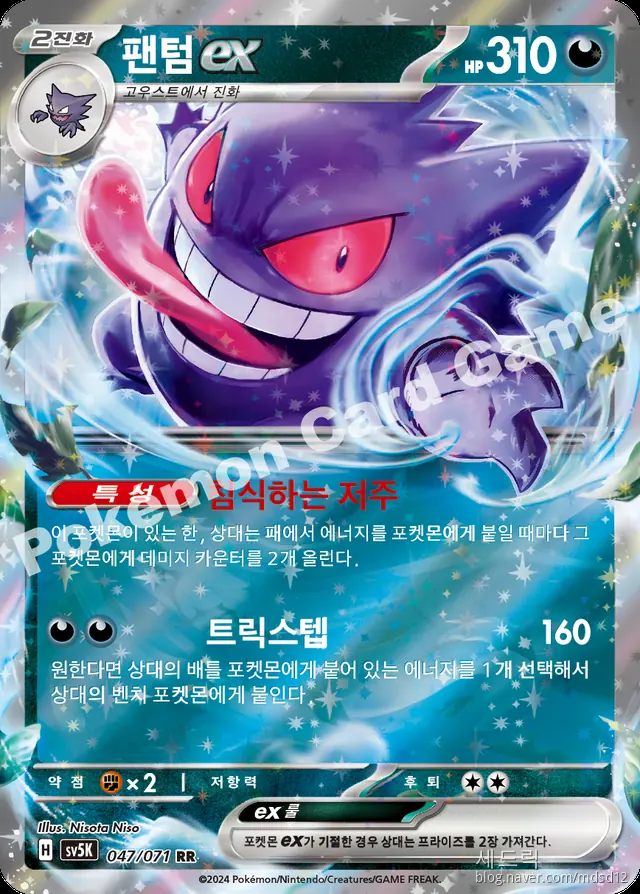 2진화
팬텀 ex
HP 310
고우스트에서 진화
Pokémon Card Game
특성 침식하는 저주
이 포켓몬이 있는 한, 상대는 패에서 에너지를 포켓몬에게 붙일 때마다 그
포켓몬에게 데미지 카운터를 2개 올린다.
트릭스텝 160
원한다면 상대의 배틀 포켓몬에게 붙어 있는 에너지를 1개 선택해서
상대의 벤치 포켓몬에게 붙인다.
약점 ×2 저항력 후퇴
ex 룰
포켓몬 ex가 기절한 경우 상대는 프라이즈를 2장 가져간다.
Illus. Nisota Niso
H SV5K 047/071 RR
©2024 Pokémon/Nintendo/Creatures/GAME FREAK.
세드릭
blog.naver.com/mdsd12